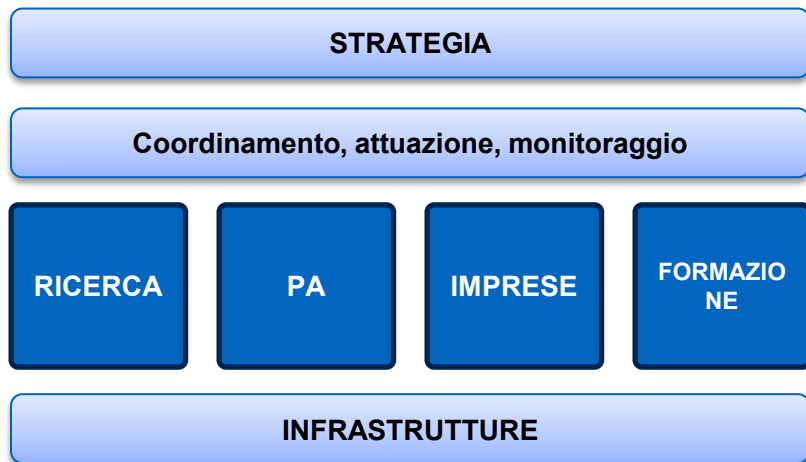 STRATEGIA
Coordinamento, attuazione, monitoraggio
RICERCA
PA
IMPRESE
FORMAZIO
NE
INFRASTRUTTURE